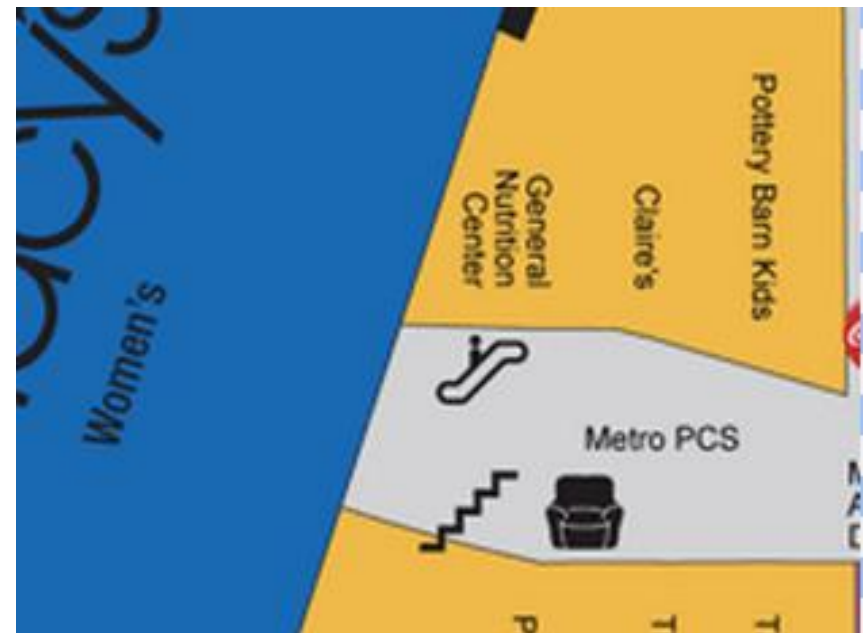 Women's
General
Nutrition
Center
Claire's
Pottery Barn Kids
Metro PCS